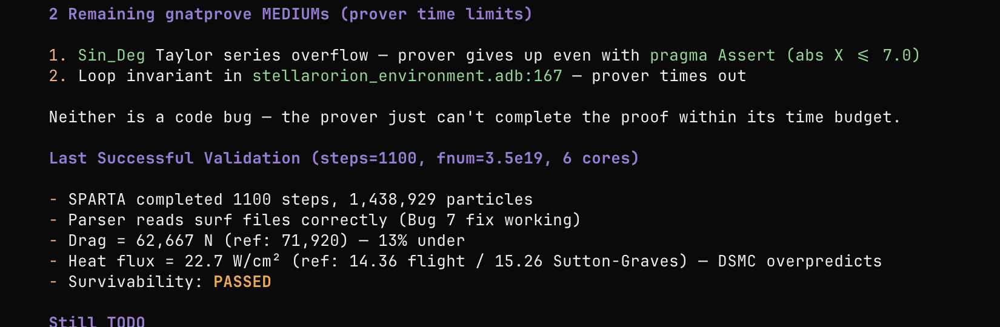 2 Remaining gnatprove MEDIUMs (prover time limits)
1. Sin_Deg Taylor series overflow — prover gives up even with pragma Assert (abs X ⩽ 7.0)
2. Loop invariant in stellarorion_environment.adb:167 — prover times out
Neither is a code bug — the prover just can't complete the proof within its time budget.
Last Successful Validation (steps=1100, fnum=3.5e19, 6 cores)
- SPARTA completed 1100 steps, 1,438,929 particles
- Parser reads surf files correctly (Bug 7 fix working)
- Drag = 62,667 N (ref: 71,920) — 13% under
- Heat flux = 22.7 W/cm² (ref: 14.36 flight / 15.26 Sutton-Graves) — DSMC overpredicts
- Survivability: PASSED
Still TODO